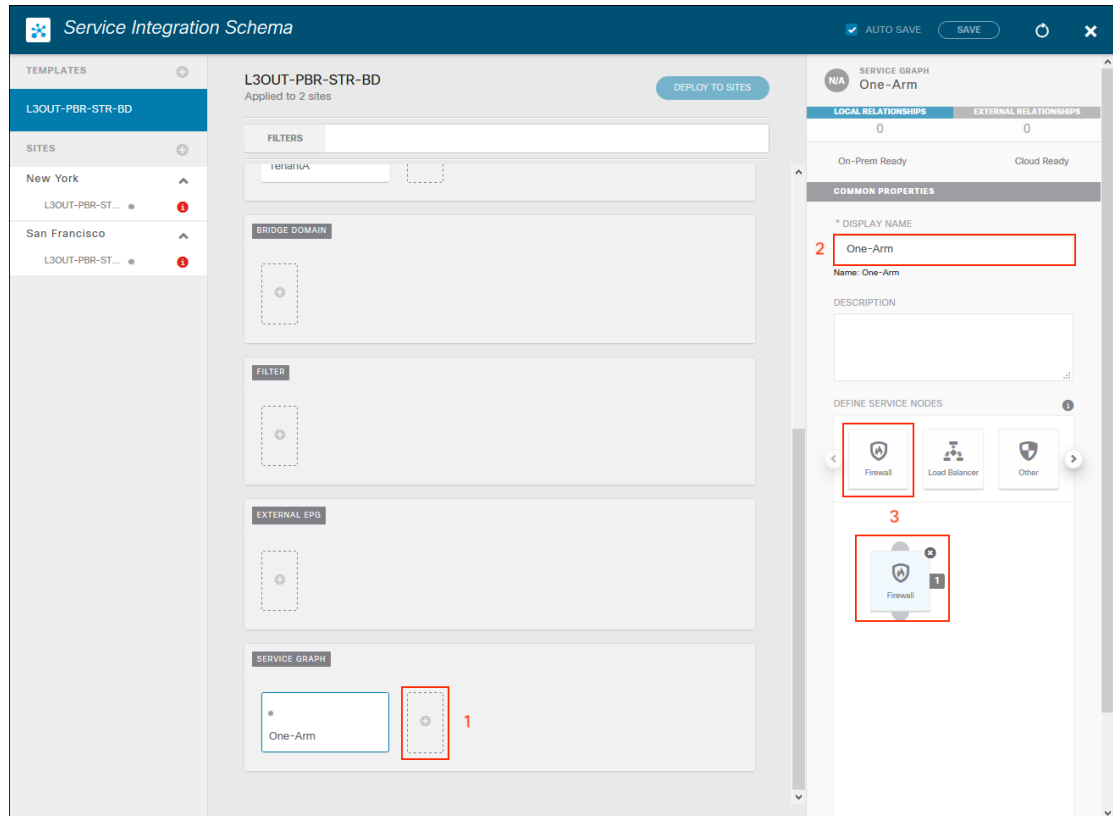 Service Integration Schema
AUTO SAVE
SAVE
TEMPLATES
L3OUT-PBR-STR-BD
SITES
New York
L3OUT-PBR-ST...
San Francisco
L3OUT-PBR-ST...
L3OUT-PBR-STR-BD
Applied to 2 sites
DEPLOY TO SITES
FILTERS
TenantA
BRIDGE DOMAIN
FILTER
EXTERNAL EPG
SERVICE GRAPH
One-Arm
1
N/A
SERVICE GRAPH
One-Arm
LOCAL RELATIONSHIPS
EXTERNAL RELATIONSHIPS
0
0
On-Prem Ready
Cloud Ready
COMMON PROPERTIES
* DISPLAY NAME
2
One-Arm
Name: One-Arm
DESCRIPTION
DEFINE SERVICE NODES
Firewall
Load Balancer
Other
3
1
Firewall